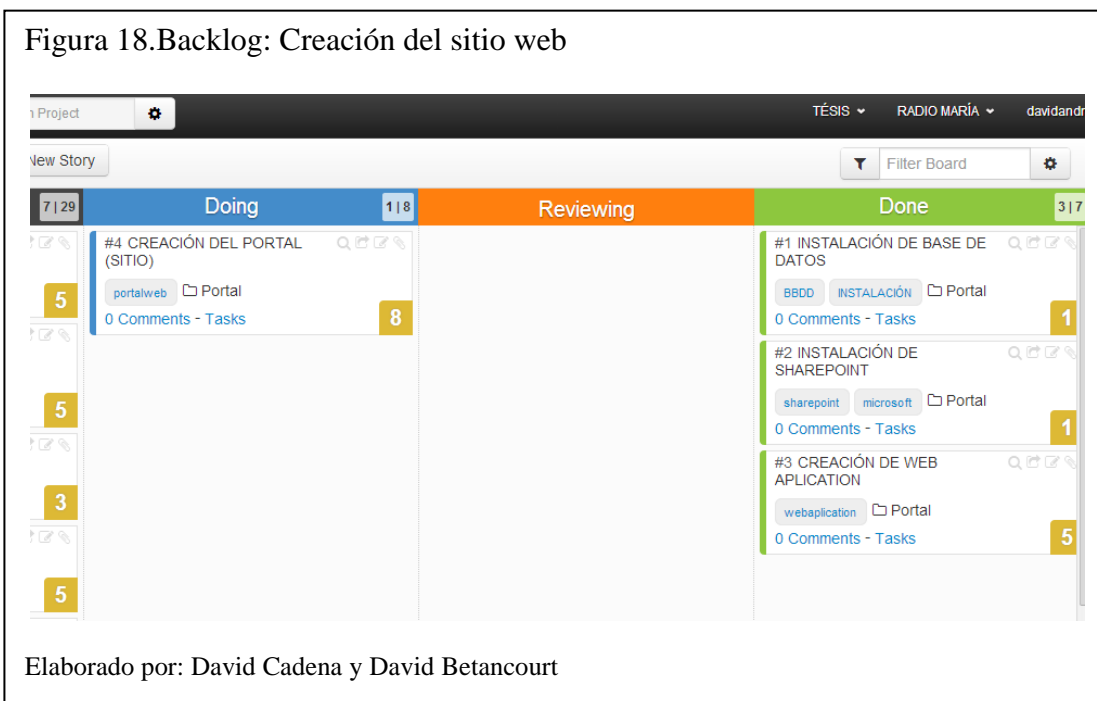 Figura 18.Backlog: Creación del sitio web
Project
TÉSIS
RADIO MARÍA
davidandr
New Story
Filter Board
7|29
Doing
1|8
Reviewing
Done
3|7
5
5
3
5
#4 CREACIÓN DEL PORTAL
(SITIO)
portalweb Portal
0 Comments - Tasks
8
#1 INSTALACIÓN DE BASE DE
DATOS
BBDD INSTALACIÓN Portal
0 Comments - Tasks
1
#2 INSTALACIÓN DE
SHAREPOINT
sharepoint microsoft Portal
0 Comments - Tasks
1
#3 CREACIÓN DE WEB
APLICATION
webaplication Portal
0 Comments - Tasks
5
Elaborado por: David Cadena y David Betancourt